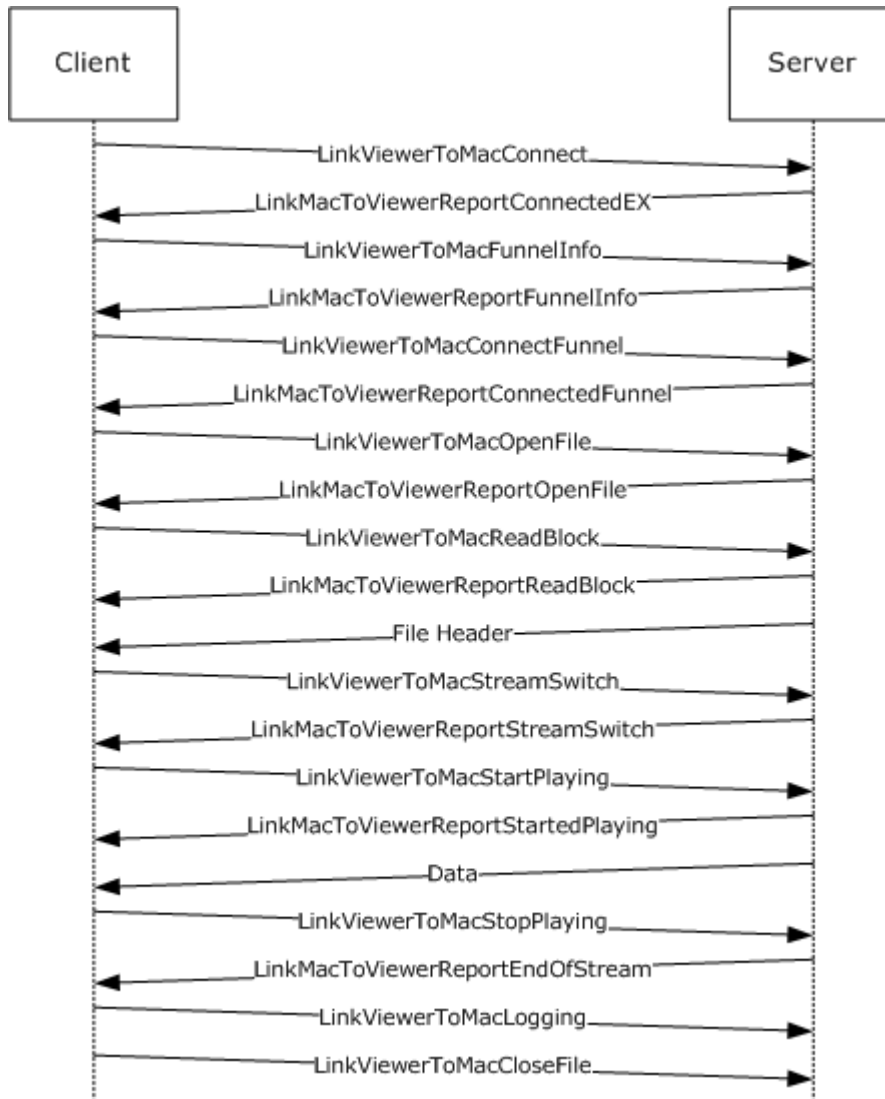 Client
Server
LinkViewerToMacConnect
LinkMacToViewerReportConnectedEX
LinkViewerToMacFunnelInfo
LinkMacToViewerReportFunnelInfo
LinkViewerToMacConnectFunnel
LinkMacToViewerReportConnectedFunnel
LinkViewerToMacOpenFile
LinkMacToViewerReportOpenFile
LinkViewerToMacReadBlock
LinkMacToViewerReportReadBlock
File Header
LinkViewerToMacStreamSwitch
LinkMacToViewerReportStreamSwitch
LinkViewerToMacStartPlaying
LinkMacToViewerReportStartedPlaying
Data
LinkViewerToMacStopPlaying
LinkMacToViewerReportEndOfStream
LinkViewerToMacLogging
LinkViewerToMacCloseFile